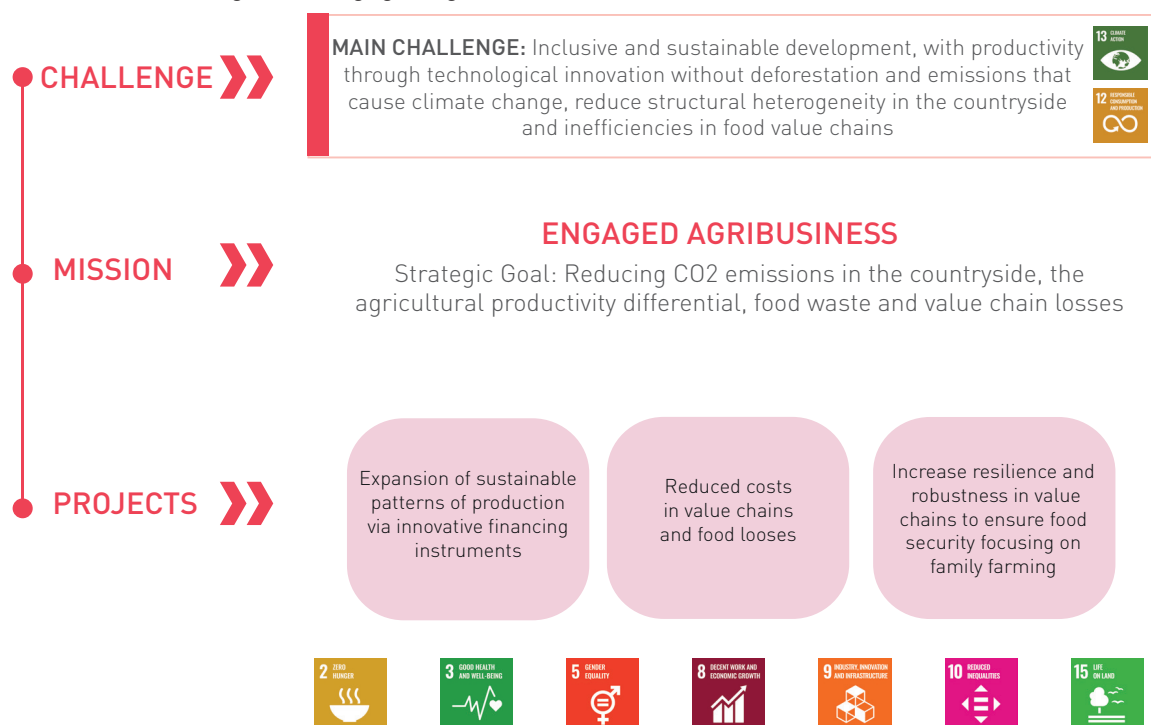 CHALLENGE
MAIN CHALLENGE: Inclusive and sustainable development, with productivity
through technological innovation without deforestation and emissions that
cause climate change, reduce structural heterogeneity in the countryside
and inefficiencies in food value chains
13 CLIMATE
ACTION
12 RESPONSIBLE
CONSUMPTION
AND PRODUCTION
MISSION
ENGAGED AGRIBUSINESS
Strategic Goal: Reducing CO2 emissions in the countryside, the
agricultural productivity differential, food waste and value chain losses
PROJECTS
Expansion of sustainable
patterns of production
via innovative financing
instruments
Reduced costs
in value chains
and food looses
Increase resilience and
robustness in value
chains to ensure food
security focusing on
family farming
2 ZERO
HUNGER
3 GOOD HEALTH
AND WELL-BEING
5 GENDER
EQUALITY
8 DECENT WORK AND
ECONOMIC GROWTH
9 INDUSTRY, INNOVATION
AND INFRASTRUCTURE
10 REDUCED
INEQUALITIES
15 LIFE
ON LAND